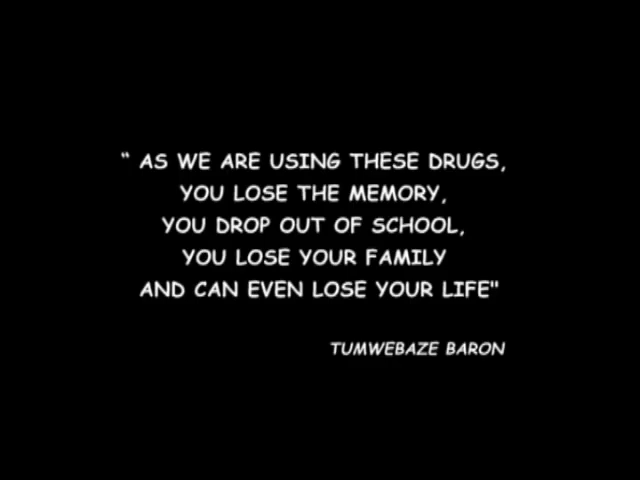 “ AS WE ARE USING THESE DRUGS,
YOU LOSE THE MEMORY,
YOU DROP OUT OF SCHOOL,
YOU LOSE YOUR FAMILY
AND CAN EVEN LOSE YOUR LIFE"
TUMWEBAZE BARON